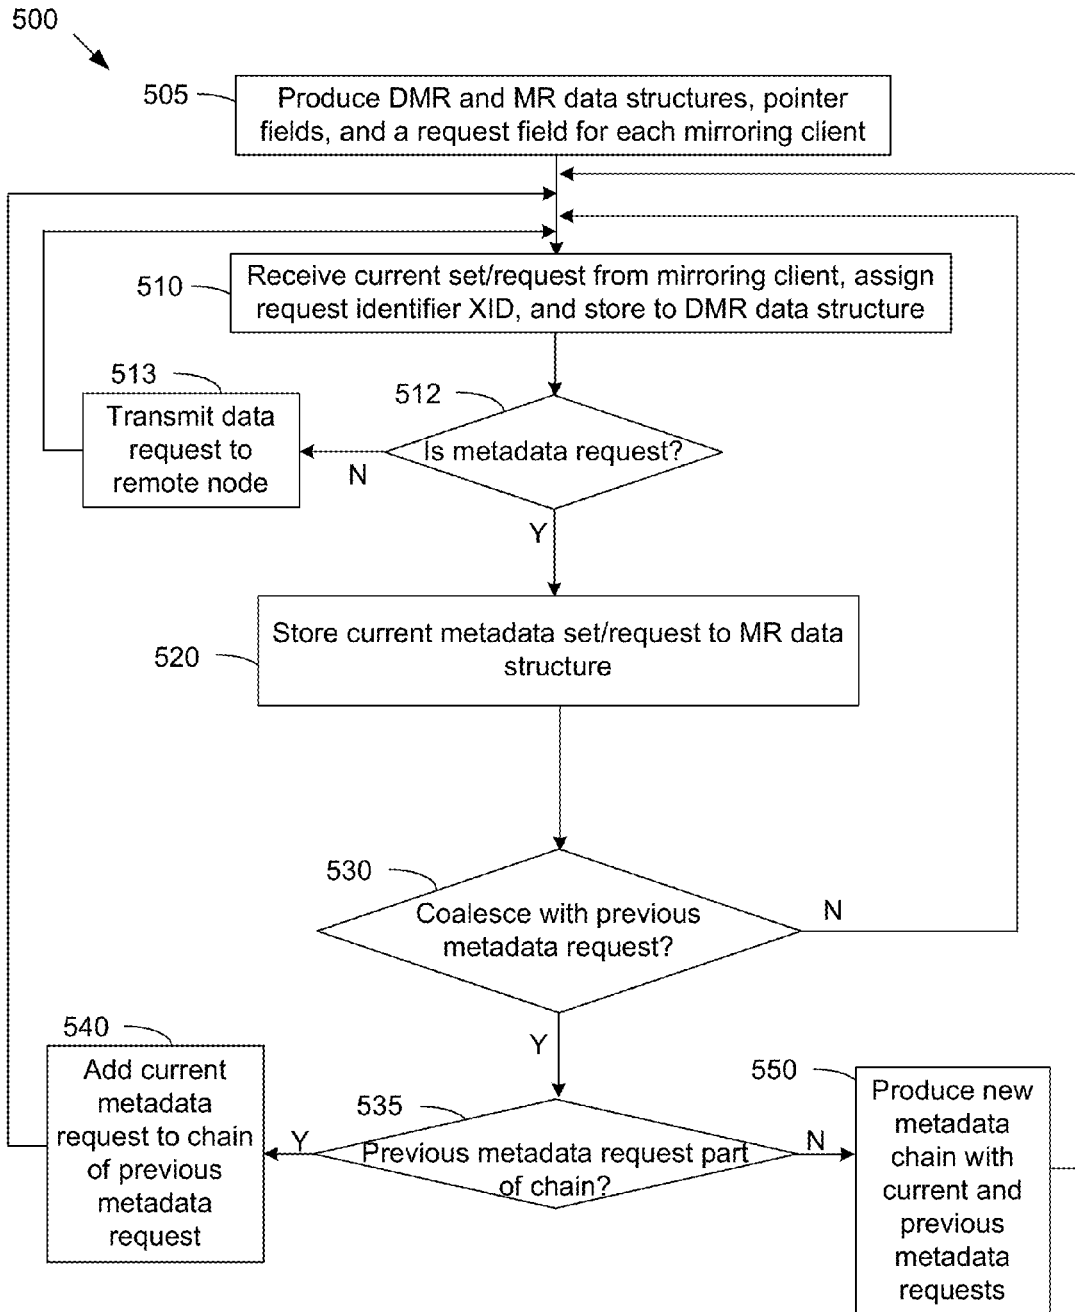 500
505
Produce DMR and MR data structures, pointer
fields, and a request field for each mirroring client
510
Receive current set/request from mirroring client, assign
request identifier XID, and store to DMR data structure
513
Transmit data
request to
remote node
512
Is metadata request?
N
Y
520
Store current metadata set/request to MR data
structure
530
Coalesce with previous
metadata request?
N
Y
540
Add current
metadata
request to chain
of previous
metadata
request
535
Previous metadata request part
of chain?
Y
N
550
Produce new
metadata
chain with
current and
previous
metadata
requests